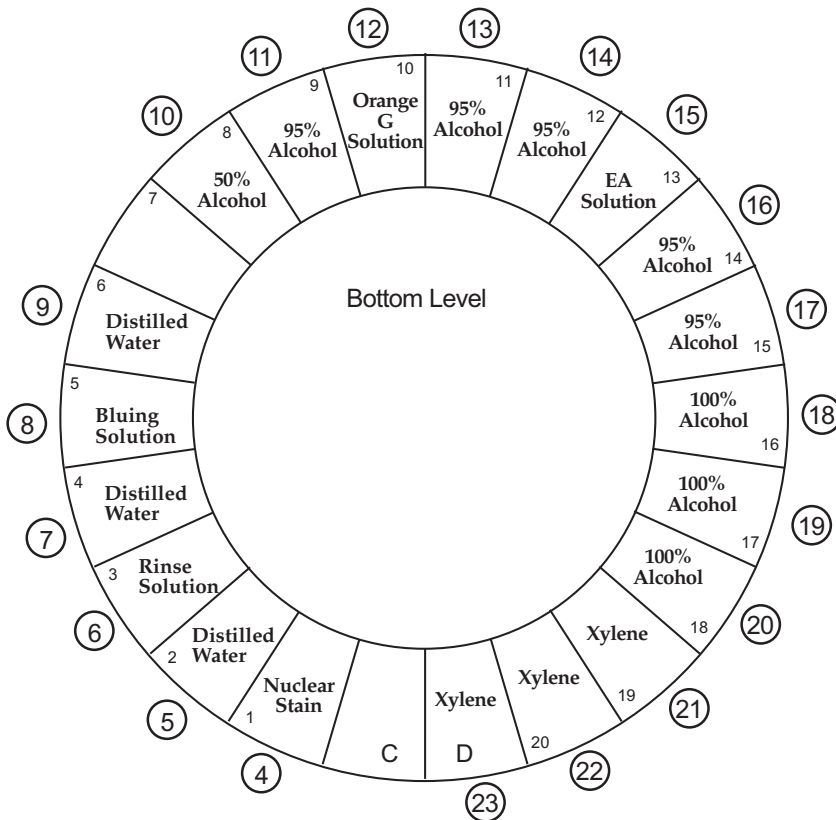 12
13
11
14
10
15
10
Orange
G
Solution
9
95%
Alcohol
11
95%
Alcohol
12
95%
Alcohol
8
50%
Alcohol
13
EA
Solution
16
7
14
95%
Alcohol
9
6
Distilled
Water
Bottom Level
17
95%
Alcohol
15
8
5
Bluing
Solution
18
100%
Alcohol
16
7
4
Distilled
Water
19
100%
Alcohol
17
6
3
Rinse
Solution
20
100%
Alcohol
18
5
2
Distilled
Water
21
Xylene
19
4
1
Nuclear
Stain
22
Xylene
20
C
Xylene
D
23